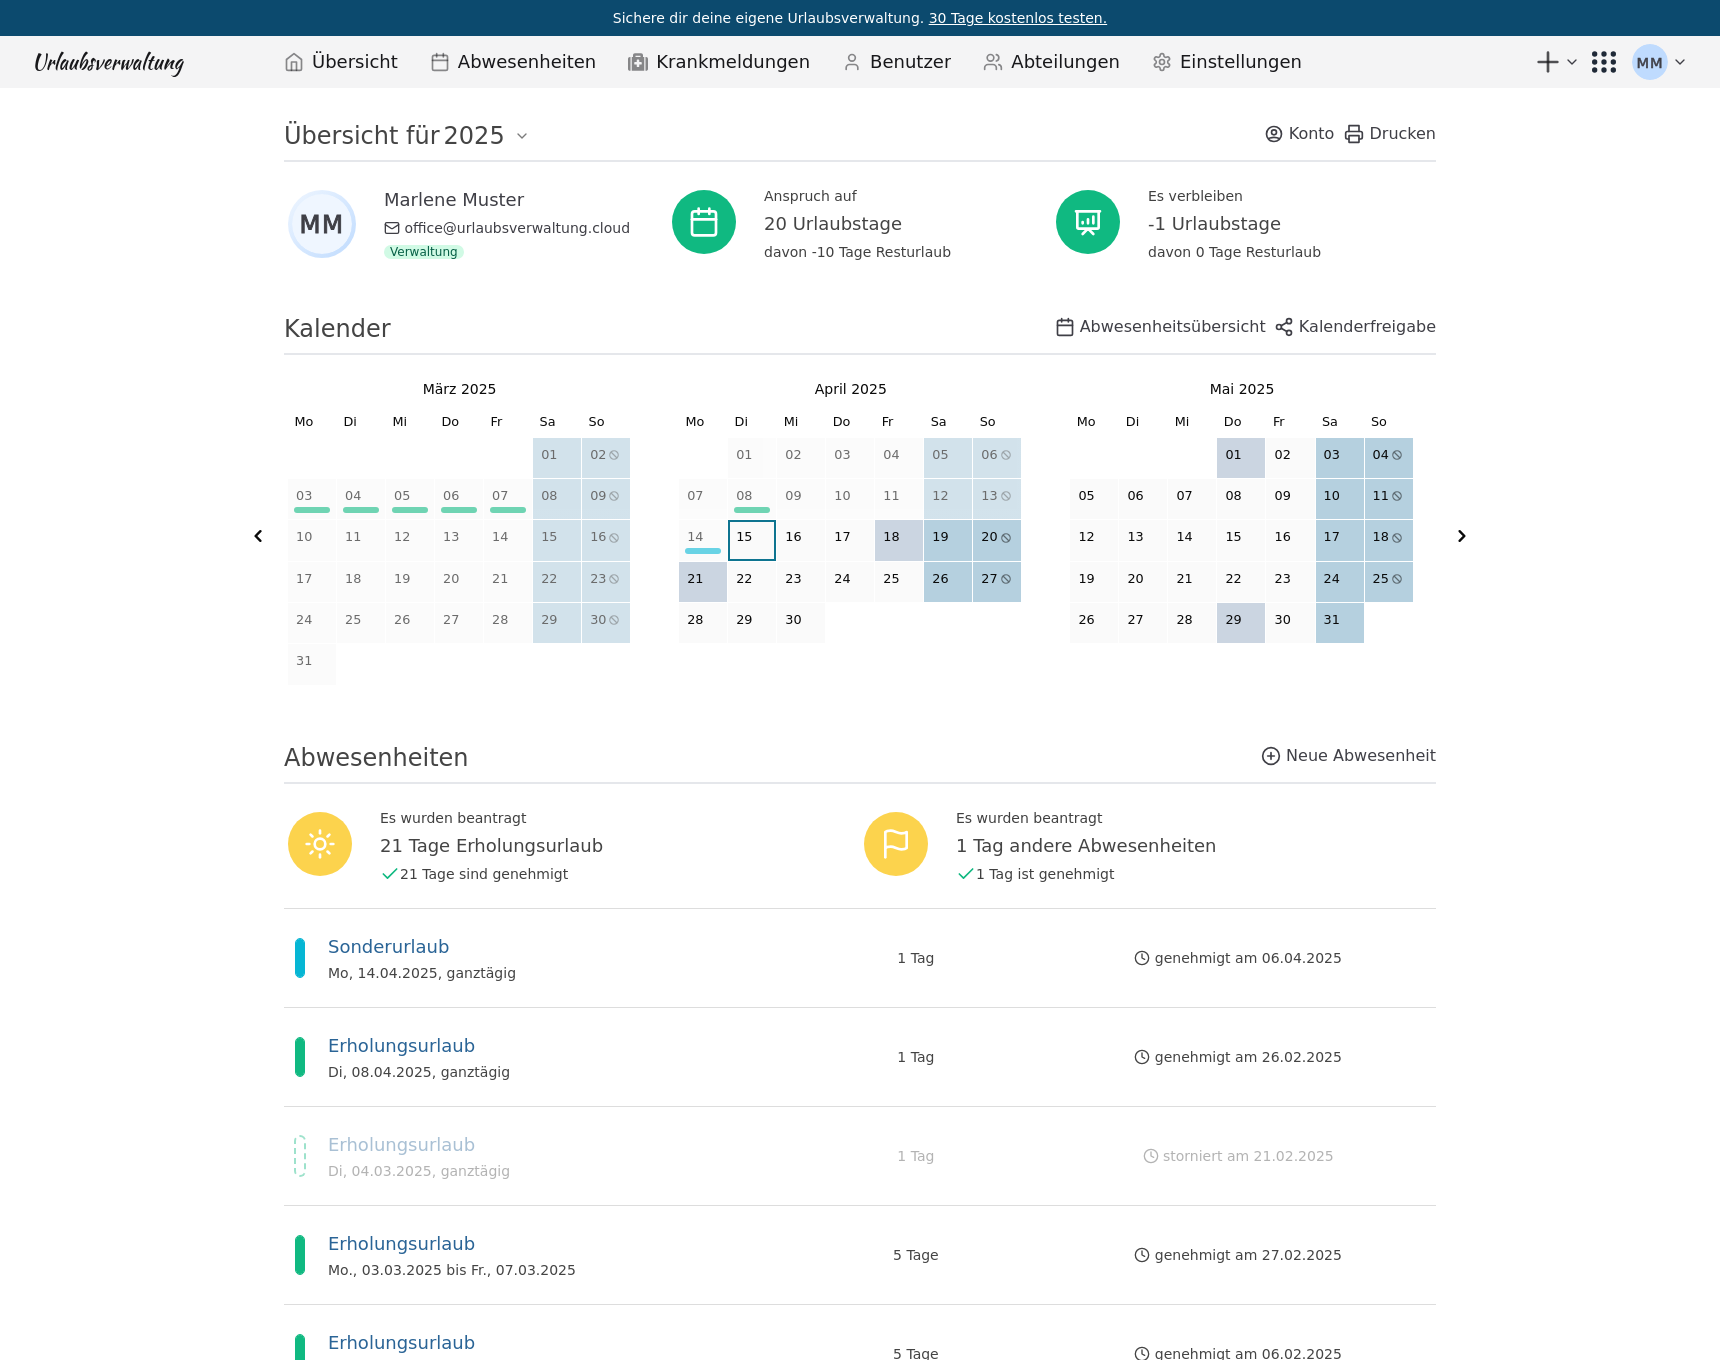 Sichere dir deine eigene Urlaubsverwaltung. 30 Tage kostenlos testen.
Urlaubsverwaltung Übersicht Abwesenheiten Krankmeldungen Benutzer Abteilungen Einstellungen MM
Übersicht für 2025 Konto Drucken
MM
Marlene Muster
office@urlaubsverwaltung.cloud
Verwaltung
Anspruch auf
20 Urlaubstage
davon -10 Tage Resturlaub
Es verbleiben
-1 Urlaubstage
davon 0 Tage Resturlaub
Kalender Abwesenheitsübersicht Kalenderfreigabe
März 2025
Mo Di Mi Do Fr Sa So
01 02
03 04 05 06 07 08 09
10 11 12 13 14 15 16
17 18 19 20 21 22 23
24 25 26 27 28 29 30
31
April 2025
Mo Di Mi Do Fr Sa So
01 02 03 04 05 06
07 08 09 10 11 12 13
14 15 16 17 18 19 20
21 22 23 24 25 26 27
28 29 30
Mai 2025
Mo Di Mi Do Fr Sa So
01 02 03 04
05 06 07 08 09 10 11
12 13 14 15 16 17 18
19 20 21 22 23 24 25
26 27 28 29 30 31
Abwesenheiten Neue Abwesenheit
Es wurden beantragt
21 Tage Erholungsurlaub
21 Tage sind genehmigt
Es wurden beantragt
1 Tag andere Abwesenheiten
1 Tag ist genehmigt
Sonderurlaub
Mo, 14.04.2025, ganztägig
1 Tag
genehmigt am 06.04.2025
Erholungsurlaub
Di, 08.04.2025, ganztägig
1 Tag
genehmigt am 26.02.2025
Erholungsurlaub
Di, 04.03.2025, ganztägig
1 Tag
storniert am 21.02.2025
Erholungsurlaub
Mo., 03.03.2025 bis Fr., 07.03.2025
5 Tage
genehmigt am 27.02.2025
Erholungsurlaub
5 Tage
genehmigt am 06.02.2025